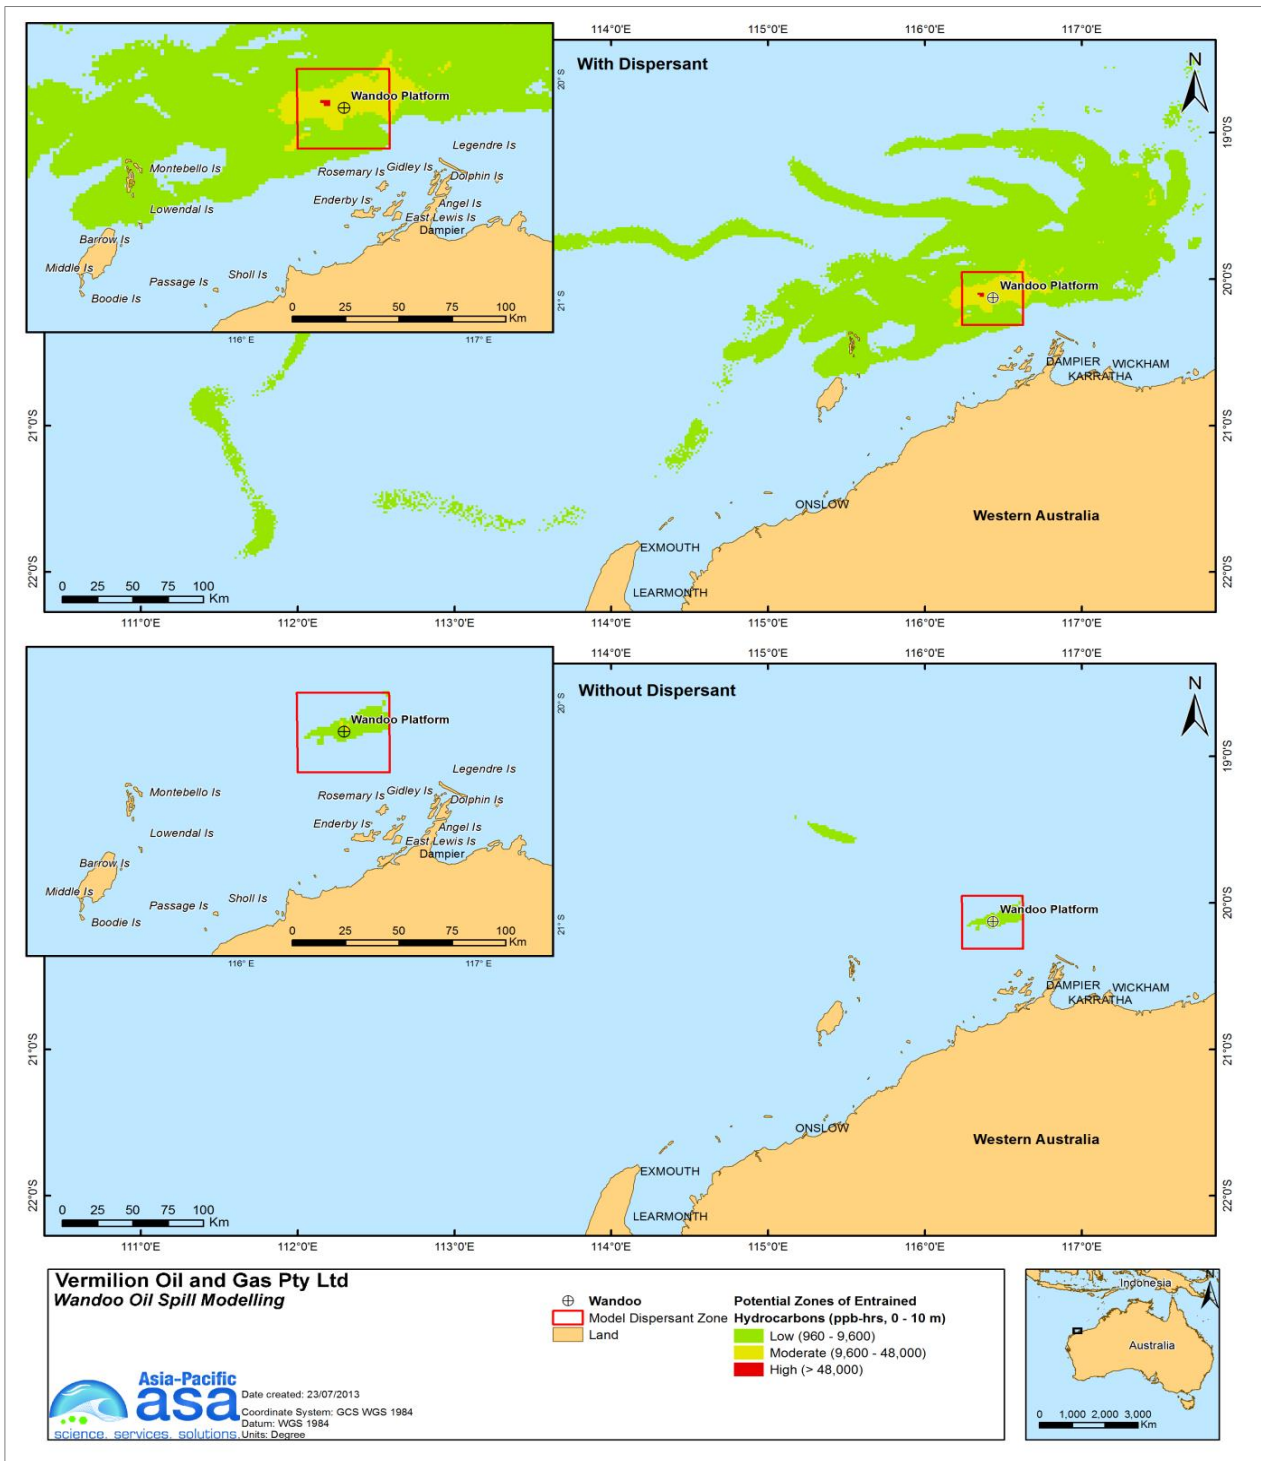 114°0'E 115°0'E 116°0'E 117°0'E
With Dispersant
N
20° S
Wandoo Platform
Legendre Is
Montebello Is
Rosemary Is
Gidley Is
Dolphin Is
Enderby Is
Angel Is
Lowendal Is
East Lewis Is
Dampier
Barrow Is
Middle Is
Passage Is
Sholl Is
Boodie Is
0 25 50 75 100
Km
21° S
116° E 117° E
19°0'S
20°0'S
Wandoo Platform
DAMPIER
WICKHAM
KARRATHA
21°0'S 21°0'S
ONSLOW
Western Australia
EXMOUTH
22°0'S 22°0'S
LEARMONTH
0 25 50 75 100
Km
111°0'E 112°0'E 113°0'E 114°0'E 115°0'E 116°0'E 117°0'E
114°0'E 115°0'E 116°0'E 117°0'E
Without Dispersant
N
20° S
Wandoo Platform
Legendre Is
Montebello Is
Rosemary Is
Gidley Is
Dolphin Is
Enderby Is
Angel Is
Lowendal Is
East Lewis Is
Dampier
Barrow Is
Middle Is
Passage Is
Sholl Is
Boodie Is
0 25 50 75 100
Km
21° S
116° E 117° E
19°0'S
20°0'S
Wandoo Platform
DAMPIER
WICKHAM
KARRATHA
21°0'S 21°0'S
ONSLOW
Western Australia
EXMOUTH
22°0'S 22°0'S
LEARMONTH
0 25 50 75 100
Km
111°0'E 112°0'E 113°0'E 114°0'E 115°0'E 116°0'E 117°0'E
Vermilion Oil and Gas Pty Ltd
Wandoo Oil Spill Modelling
Wandoo
Model Dispersant Zone
Land
Potential Zones of Entrained
Hydrocarbons (ppb-hrs, 0 - 10 m)
Low (960 - 9,600)
Moderate (9,600 - 48,000)
High (> 48,000)
Asia-Pacific
asa
science. services. solutions.
Date created: 23/07/2013
Coordinate System: GCS WGS 1984
Datum: WGS 1984
Units: Degree
N
Indonesia
Australia
0 1,000 2,000 3,000
Km